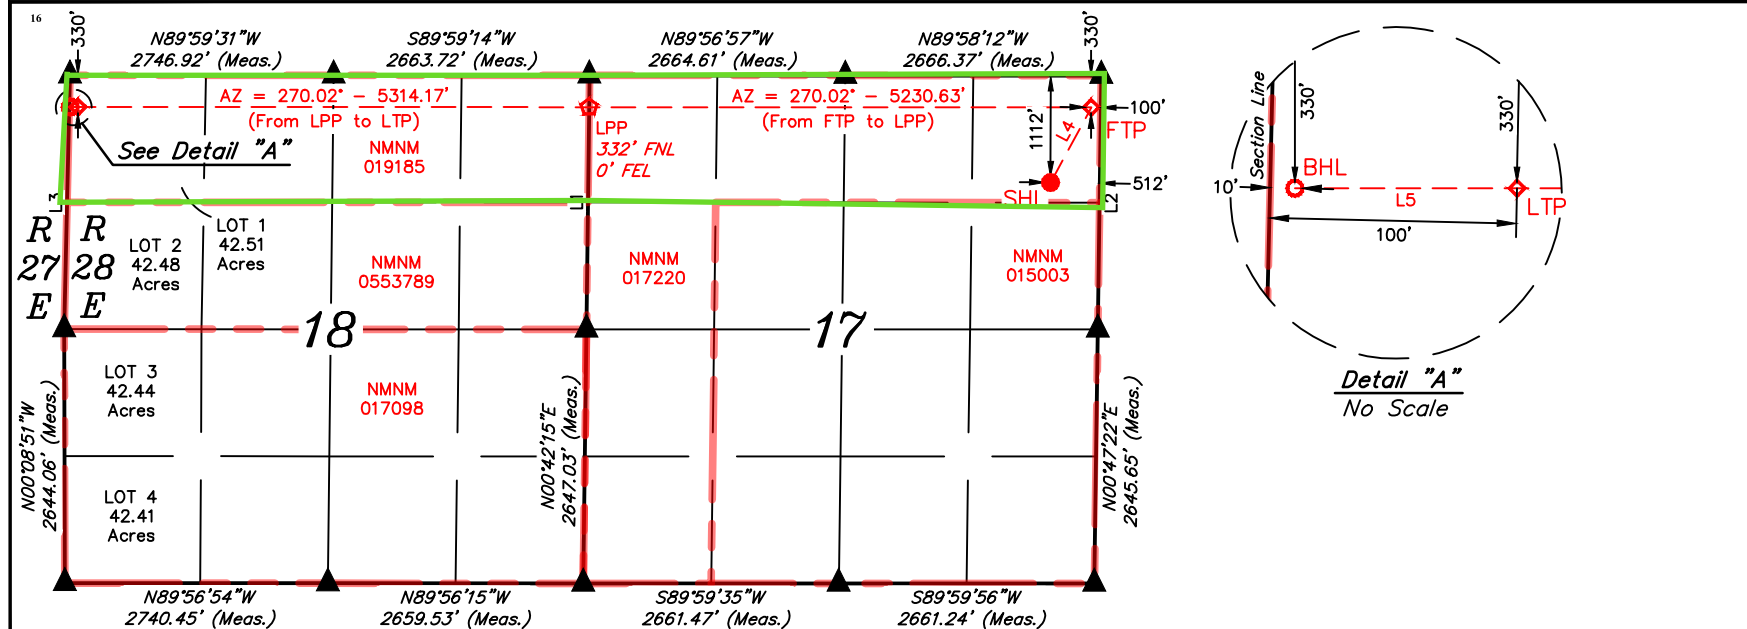 16
330'
N89°59'31"W
2746.92' (Meas.)
S89°59'14"W
2663.72' (Meas.)
N89°56'57"W
2664.61' (Meas.)
N89°58'12"W
2666.37' (Meas.)
330'
AZ = 270.02° - 5314.17'
(From LPP to LTP)
AZ = 270.02° - 5230.63'
(From FTP to LPP)
100'
FTP
1112'
L4
See Detail "A"
NMNM
019185
LPP
332' FNL
0' FEL
SHL
512'
L3
L1
L2
R
27
E
R
28
E
LOT 2
42.48
Acres
LOT 1
42.51
Acres
NMNM
0553789
NMNM
017220
NMNM
015003
18
17
LOT 3
42.44
Acres
NMNM
017098
LOT 4
42.41
Acres
N00°08'51"W
2644.06' (Meas.)
N00°42'15"E
2647.03' (Meas.)
N00°47'22"E
2645.65' (Meas.)
N89°56'54"W
2740.45' (Meas.)
N89°56'15"W
2659.53' (Meas.)
S89°59'35"W
2661.47' (Meas.)
S89°59'56"W
2661.24' (Meas.)
Section Line
330'
330'
BHL
10'
L5
LTP
100'
Detail "A"
No Scale